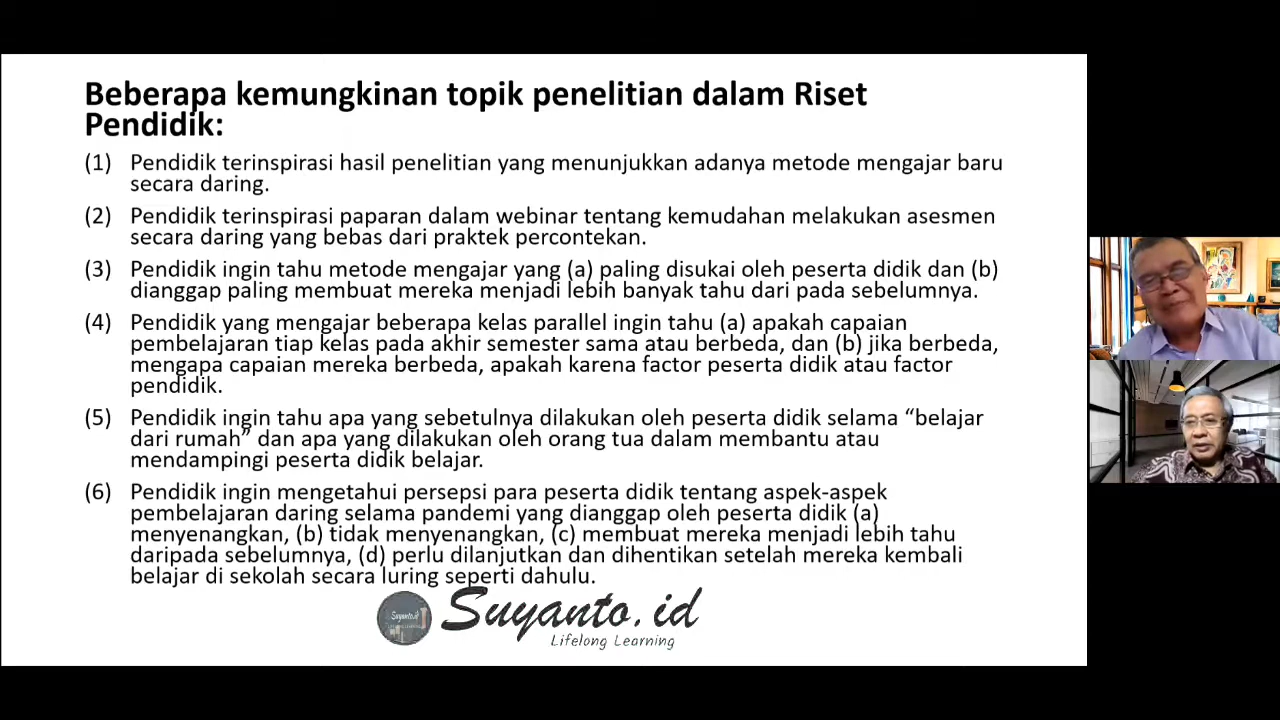 Beberapa kemungkinan topik penelitian dalam Riset
Pendidik:
(1) Pendidik terinspirasi hasil penelitian yang menunjukkan adanya metode mengajar baru
secara daring.
(2) Pendidik terinspirasi paparan dalam webinar tentang kemudahan melakukan asesmen
secara daring yang bebas dari praktek percontekan.
(3) Pendidik ingin tahu metode mengajar yang (a) paling disukai oleh peserta didik dan (b)
dianggap paling membuat mereka menjadi lebih banyak tahu dari pada sebelumnya.
(4) Pendidik yang mengajar beberapa kelas parallel ingin tahu (a) apakah capaian
pembelajaran tiap kelas pada akhir semester sama atau berbeda, dan (b) jika berbeda,
mengapa capaian mereka berbeda, apakah karena factor peserta didik atau factor
pendidik.
(5) Pendidik ingin tahu apa yang sebetulnya dilakukan oleh peserta didik selama “belajar
dari rumah” dan apa yang dilakukan oleh orang tua dalam membantu atau
mendampingi peserta didik belajar.
(6) Pendidik ingin mengetahui persepsi para peserta didik tentang aspek-aspek
pembelajaran daring selama pandemi yang dianggap oleh peserta didik (a)
menyenangkan, (b) tidak menyenangkan, (c) membuat mereka menjadi lebih tahu
daripada sebelumnya, (d) perlu dilanjutkan dan dihentikan setelah mereka kembali
belajar di sekolah secara luring seperti dahulu.
Suyanto.id
Suyanto.id
Lifelong Learning